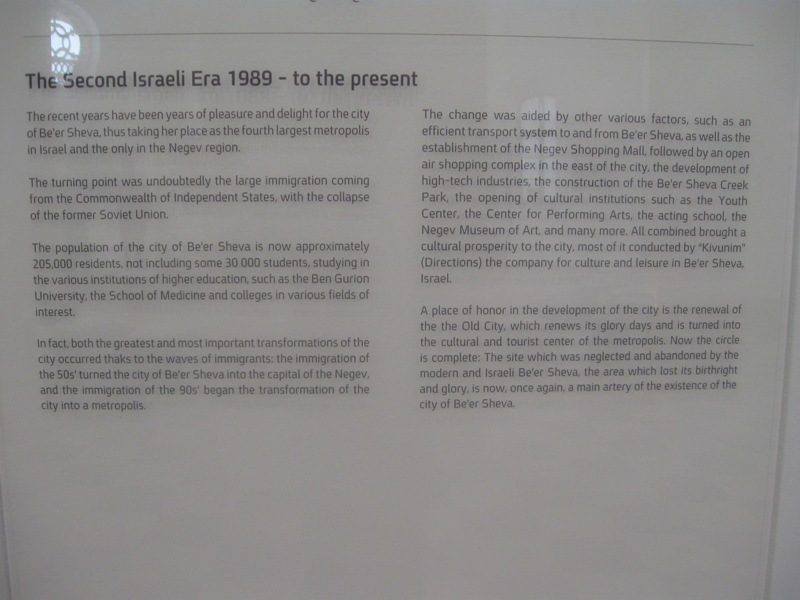 The Second Israeli Era 1989 - to the present
The recent years have been years of pleasure and delight for the city
of Be'er Sheva, thus taking her place as the fourth largest metropolis
in Israel and the only in the Negev region.
The turning point was undoubtedly the large immigration coming
from the Commonwealth of Independent States, with the collapse
of the former Soviet Union.
The population of the city of Be'er Sheva is now approximately
205,000 residents, not including some 30 000 students, studying in
the various institutions of higher education, such as the Ben Gurion
University, the School of Medicine and colleges in various fields of
interest.
In fact, both the greatest and most important transformations of the
city occurred thaks to the waves of immigrants: the immigration of
the 50s' turned the city of Be'er Sheva into the capital of the Negev,
and the immigration of the 90s' began the transformation of the
city into a metropolis.
The change was aided by other various factors, such as an
efficient transport system to and from Be'er Sheva, as well as the
establishment of the Negev Shopping Mall, followed by an open
air shopping complex in the east of the city, the development of
high-tech industries, the construction of the Be'er Sheva Creek
Park, the opening of cultural institutions such as the Youth
Center, the Center for Performing Arts, the acting school, the
Negev Museum of Art, and many more. All combined brought a
cultural prosperity to the city, most of it conducted by "Kivunim"
(Directions) the company for culture and leisure in Be'er Sheva,
Israel.
A place of honor in the development of the city is the renewal of
the the Old City, which renews its glory days and is turned into
the cultural and tourist center of the metropolis. Now the circle
is complete: The site which was neglected and abandoned by the
modern and Israeli Be'er Sheva, the area which lost its birthright
and glory, is now, once again, a main artery of the existence of the
city of Be'er Sheva.